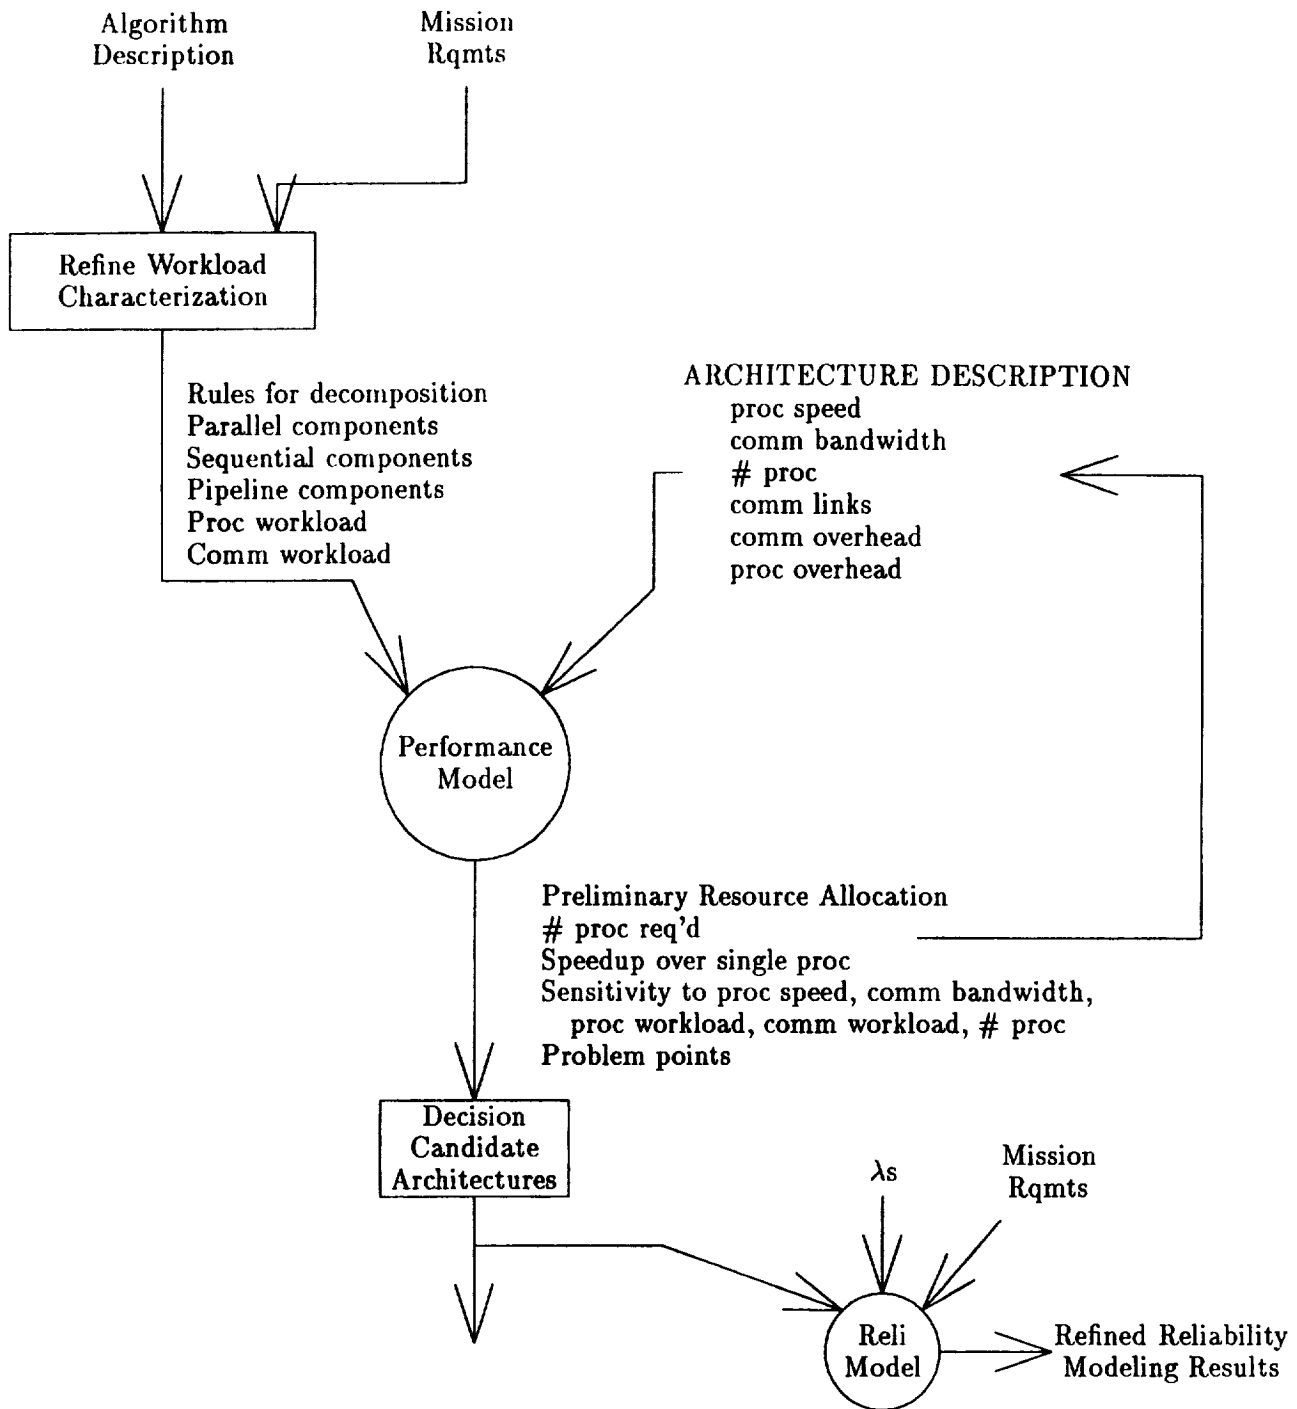 Algorithm
Description
Mission
Rqmts
Refine Workload
Characterization
Rules for decomposition
Parallel components
Sequential components
Pipeline components
Proc workload
Comm workload
ARCHITECTURE DESCRIPTION
proc speed
comm bandwidth
# proc
comm links
comm overhead
proc overhead
Performance
Model
Preliminary Resource Allocation
# proc req'd
Speedup over single proc
Sensitivity to proc speed, comm bandwidth,
proc workload, comm workload, # proc
Problem points
Decision
Candidate
Architectures
λs
Mission
Rqmts
Reli
Model
Refined Reliability
Modeling Results